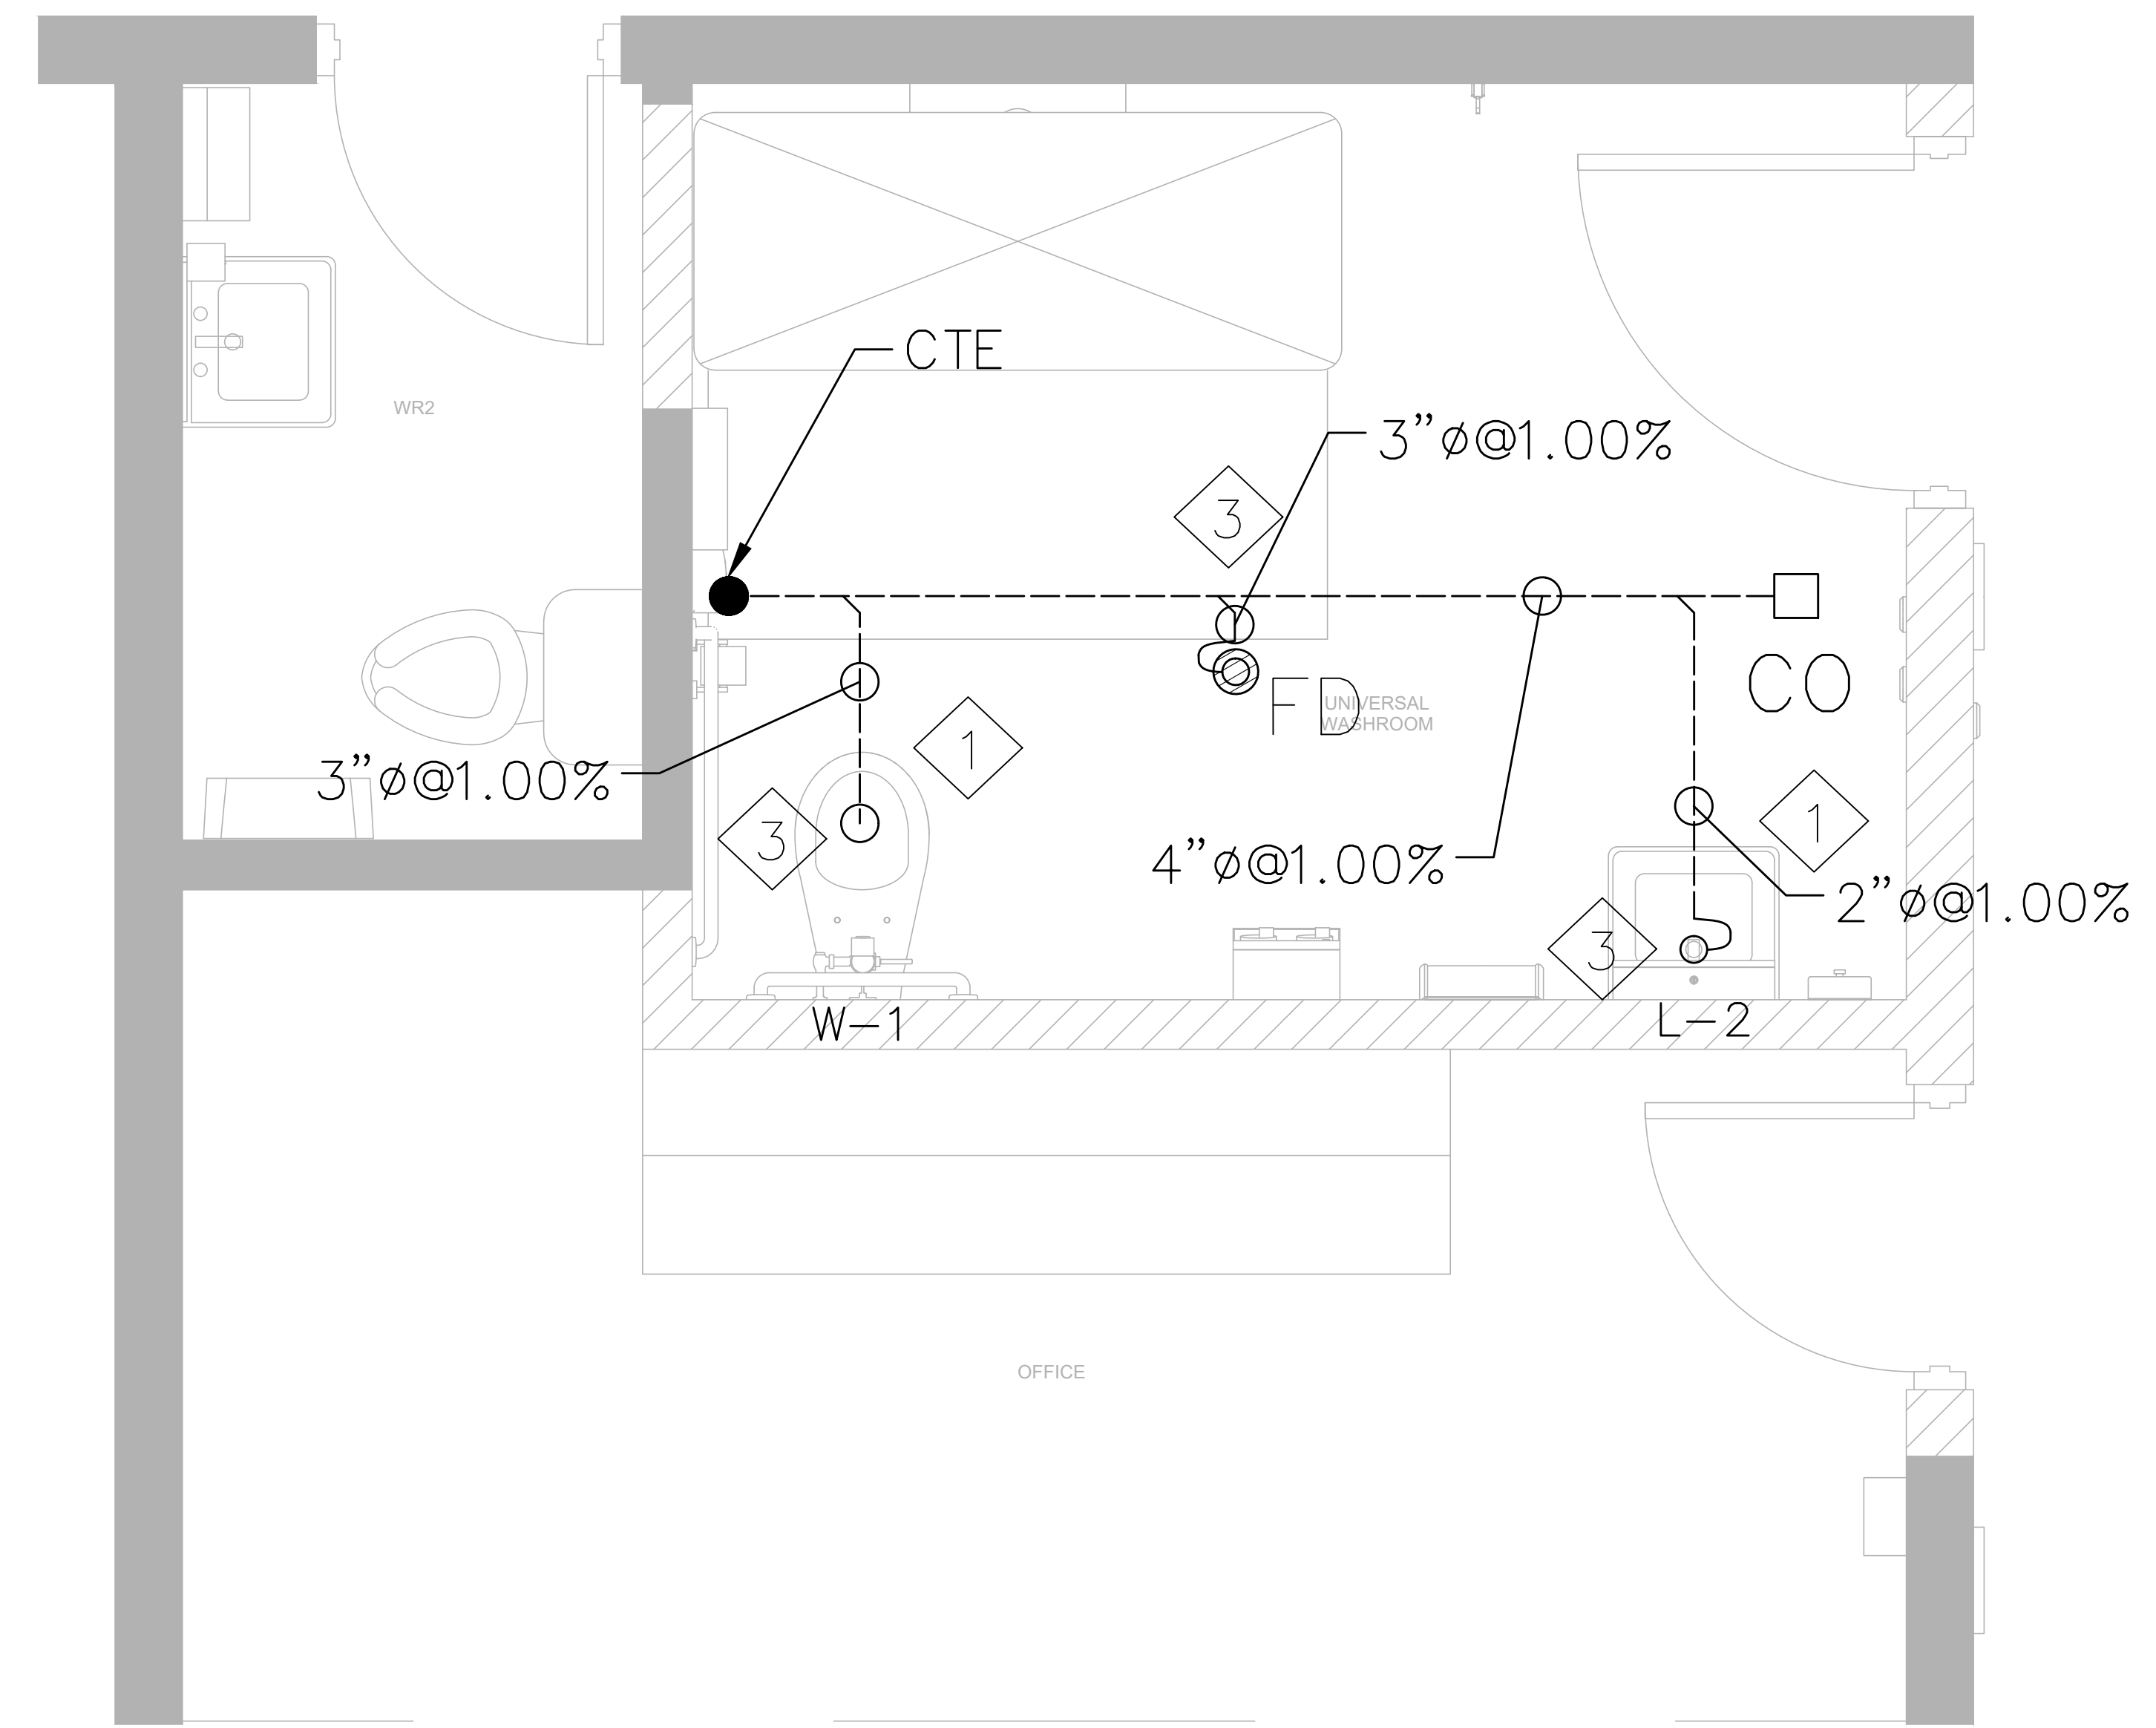 CTE
WR2
3"ø@1.00%
3
CO
FD
UNIVERSAL
WASHROOM
1
3"ø@1.00%
3
1
4"ø@1.00%
2"ø@1.00%
3
W-1
L-2
OFFICE